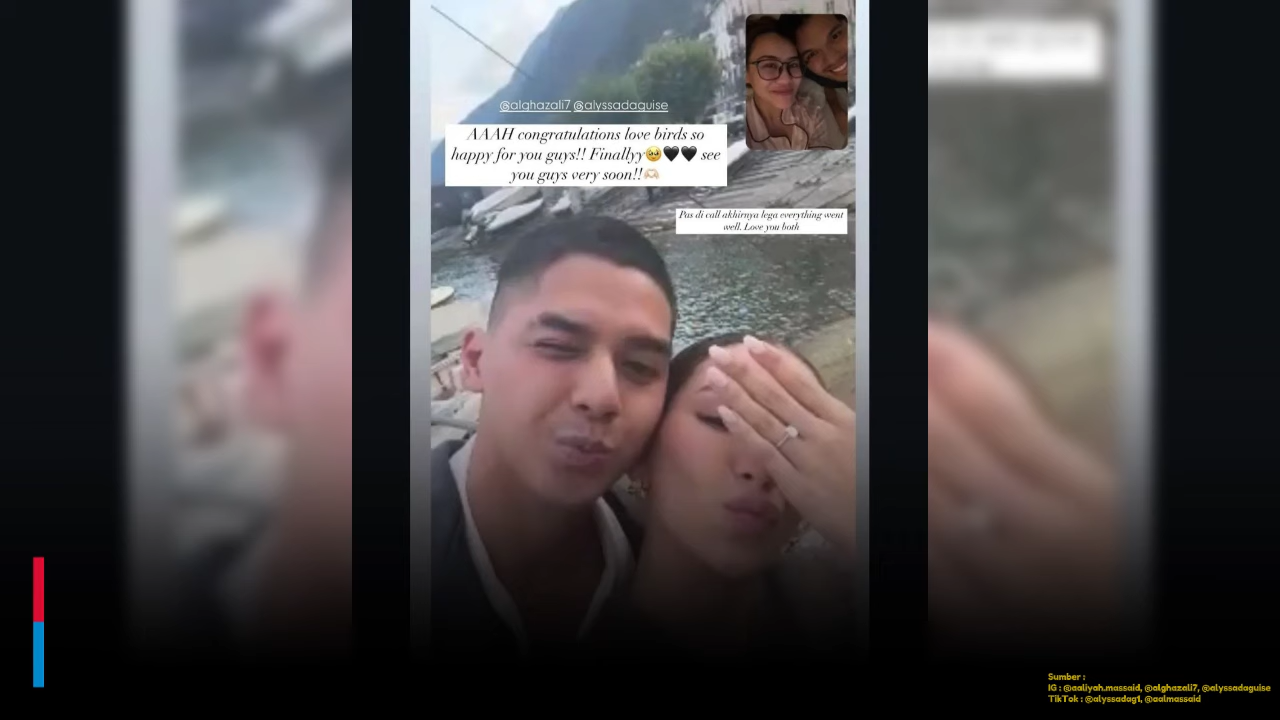 @alghazali7 @alyssadaguise
AAAH congratulations love birds so
happy for you guys!! Finallyy🥹🖤🖤 see
you guys very soon!!🫶🏻
Pas di call akhirnya lega everything went
well. Love you both
Sumber :
IG : @aaliyah.massaid, @alghazali7, @alyssadaguise
TikTok : @alyssadag1, @aalmassaid